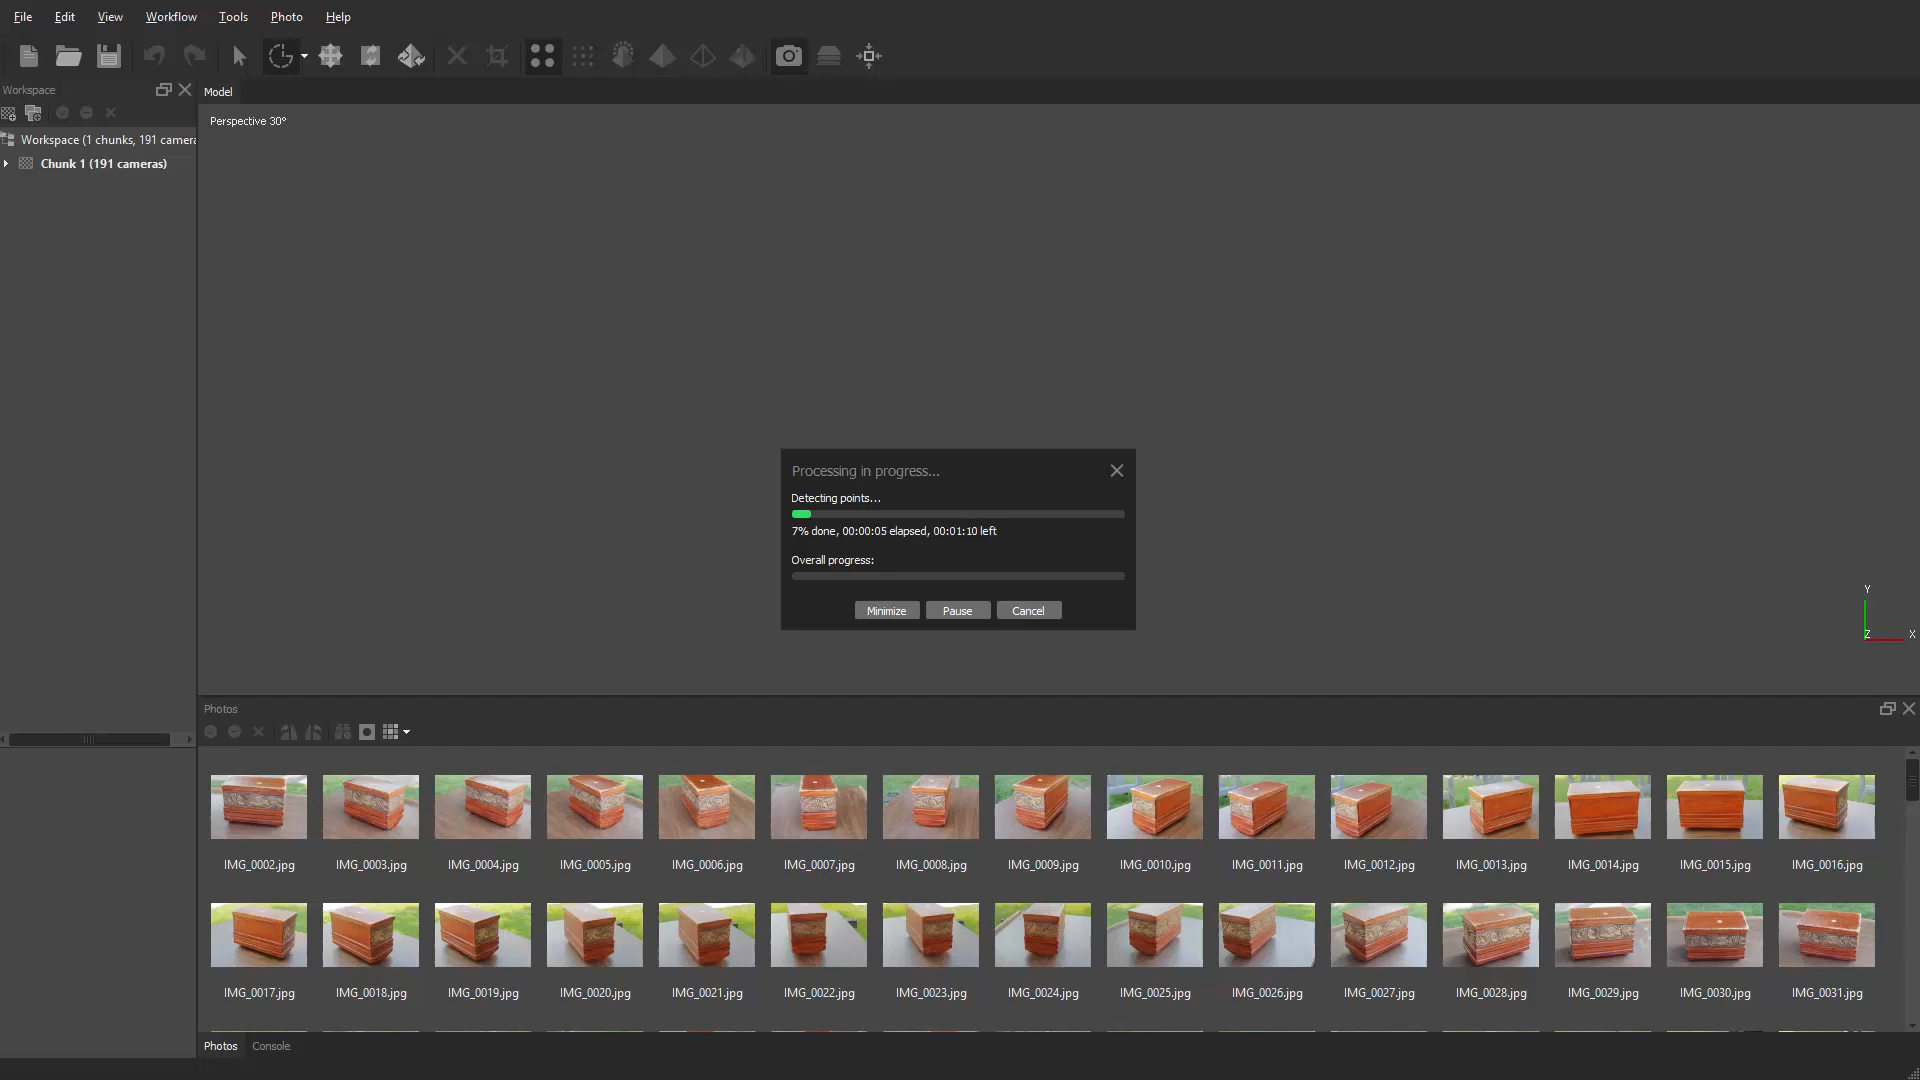 File Edit View Workflow Tools Photo Help
Workspace
Model
Perspective 30°
Workspace (1 chunks, 191 camera
Chunk 1 (191 cameras)
Processing in progress...
Detecting points...
7% done, 00:00:05 elapsed, 00:01:10 left
Overall progress:
Minimize Pause Cancel
Y
Z X
Photos
IMG_0002.jpg IMG_0003.jpg IMG_0004.jpg IMG_0005.jpg IMG_0006.jpg IMG_0007.jpg IMG_0008.jpg IMG_0009.jpg IMG_0010.jpg IMG_0011.jpg IMG_0012.jpg IMG_0013.jpg IMG_0014.jpg IMG_0015.jpg IMG_0016.jpg
IMG_0017.jpg IMG_0018.jpg IMG_0019.jpg IMG_0020.jpg IMG_0021.jpg IMG_0022.jpg IMG_0023.jpg IMG_0024.jpg IMG_0025.jpg IMG_0026.jpg IMG_0027.jpg IMG_0028.jpg IMG_0029.jpg IMG_0030.jpg IMG_0031.jpg
Photos Console